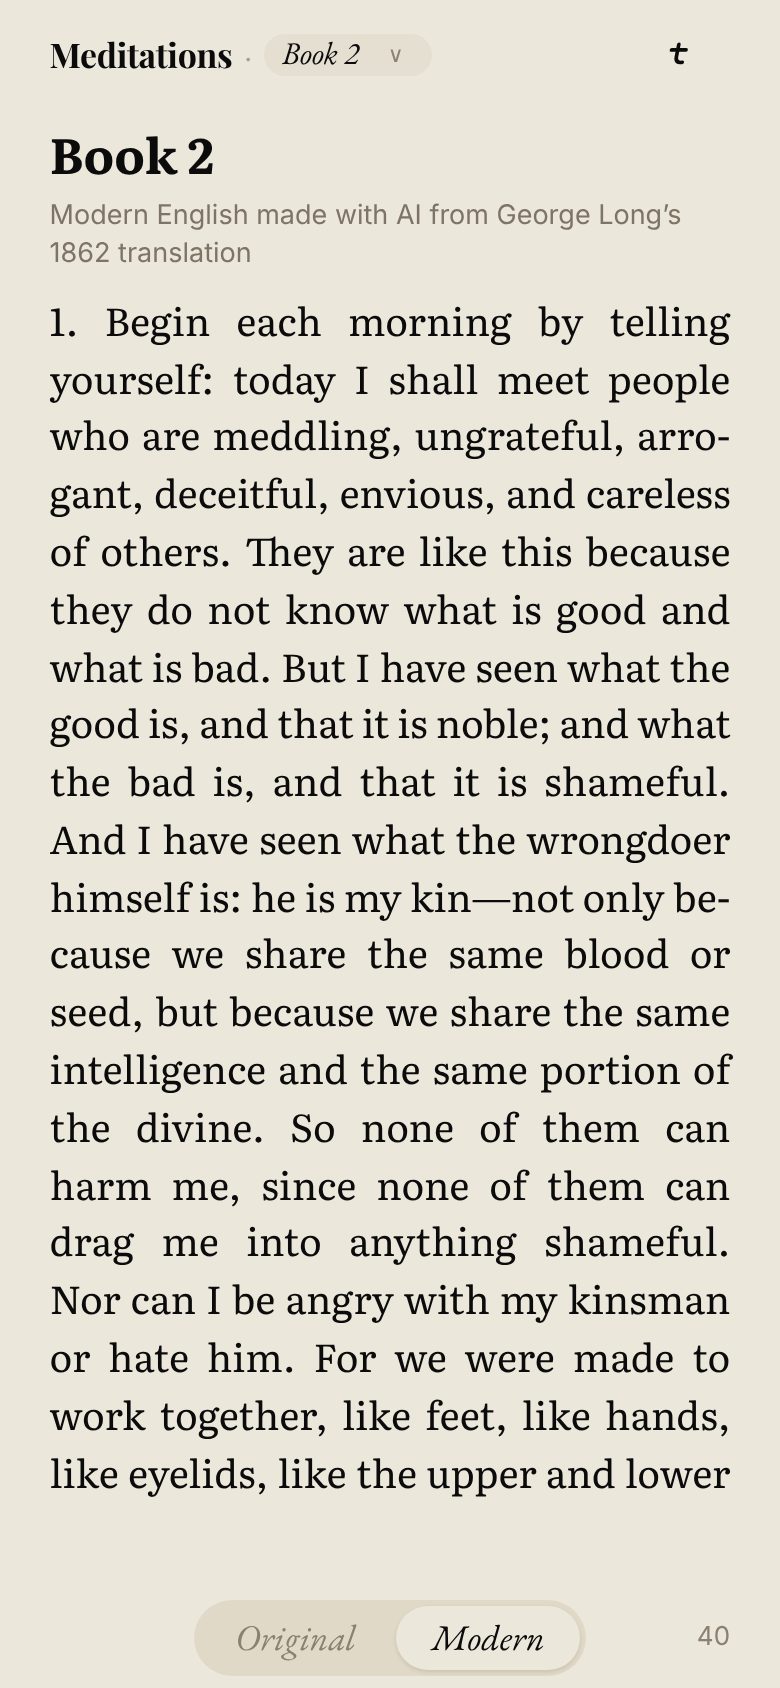 Meditations · Book 2 ∨ t
Book 2
Modern English made with AI from George Long’s
1862 translation
1. Begin each morning by telling
yourself: today I shall meet people
who are meddling, ungrateful, arro-
gant, deceitful, envious, and careless
of others. They are like this because
they do not know what is good and
what is bad. But I have seen what the
good is, and that it is noble; and what
the bad is, and that it is shameful.
And I have seen what the wrongdoer
himself is: he is my kin—not only be-
cause we share the same blood or
seed, but because we share the same
intelligence and the same portion of
the divine. So none of them can
harm me, since none of them can
drag me into anything shameful.
Nor can I be angry with my kinsman
or hate him. For we were made to
work together, like feet, like hands,
like eyelids, like the upper and lower
Original Modern 40